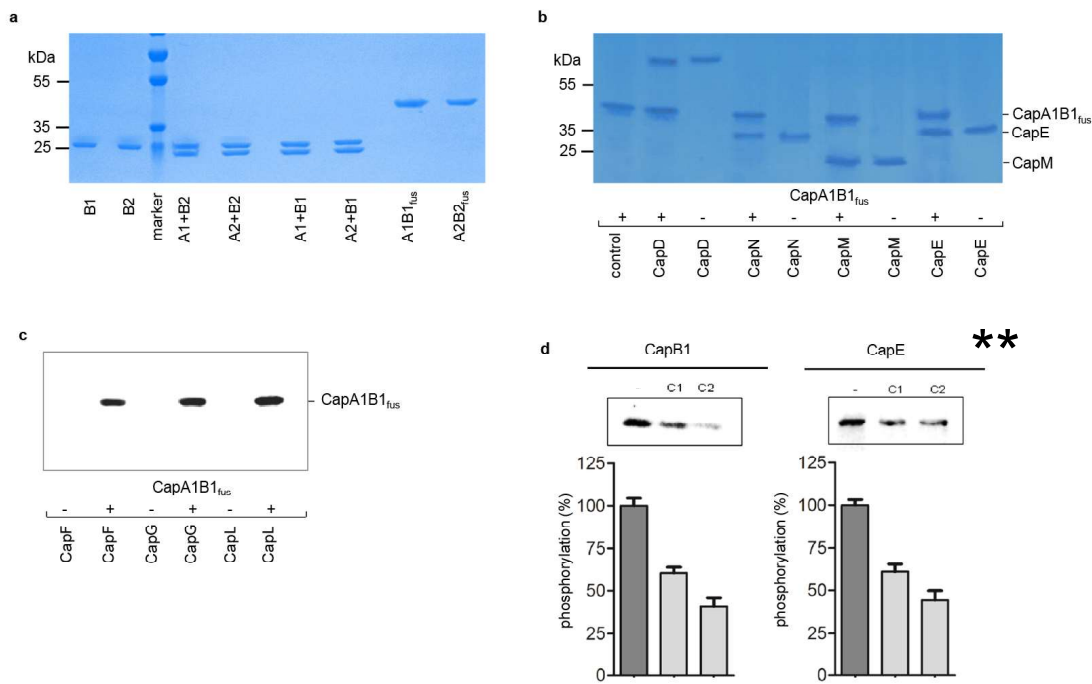 a
kDa
55
35
25
B1
B2
marker
A1+B2
A2+B2
A1+B1
A2+B1
A1B1fus
A2B2fus
b
kDa
55
35
25
CapA1B1fus
CapE
CapM
CapA1B1fus
+ + - + - + - + -
control
CapD
CapD
CapN
CapN
CapM
CapM
CapE
CapE
c
CapA1B1fus
CapA1B1fus
- + - + - +
CapF
CapF
CapG
CapG
CapL
CapL
d
CapB1
- C1 C2
phosphorylation (%)
125
100
75
50
25
0
CapE
**
- C1 C2
phosphorylation (%)
125
100
75
50
25
0